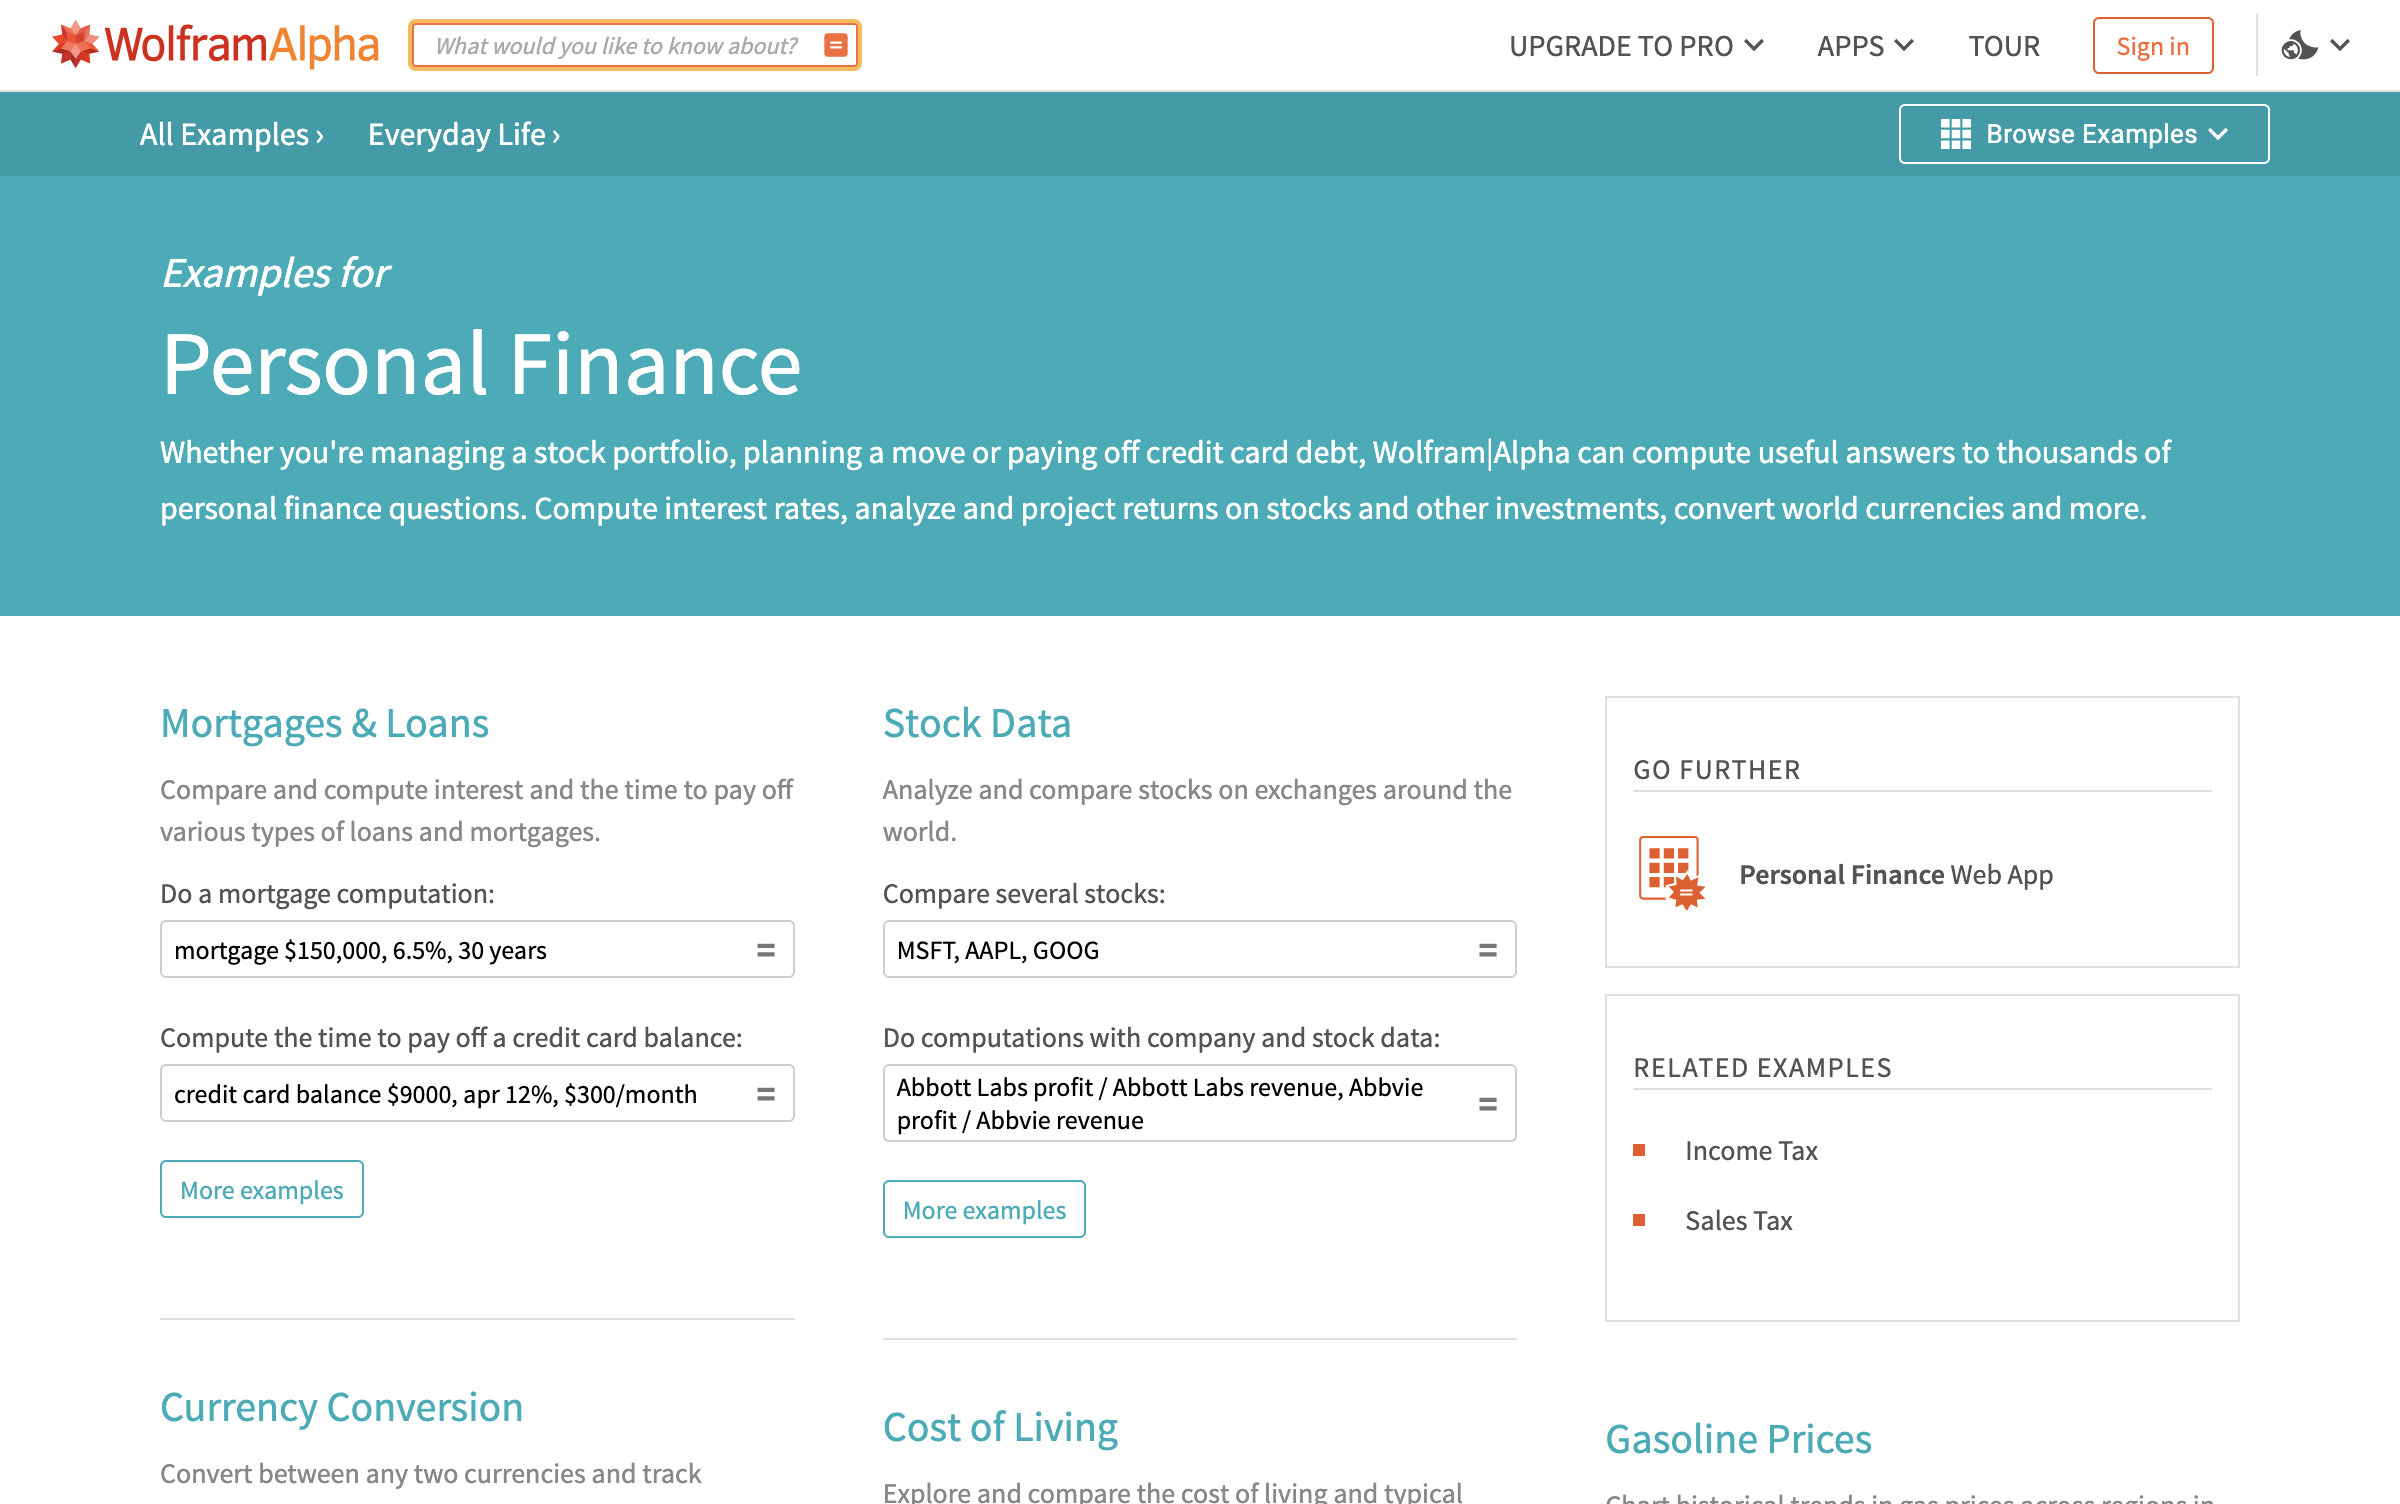 WolframAlpha
What would you like to know about?
UPGRADE TO PRO
APPS
TOUR
Sign in
All Examples ›
Everyday Life ›
Browse Examples
Examples for
Personal Finance
Whether you're managing a stock portfolio, planning a move or paying off credit card debt, Wolfram|Alpha can compute useful answers to thousands of
personal finance questions. Compute interest rates, analyze and project returns on stocks and other investments, convert world currencies and more.
Mortgages & Loans
Compare and compute interest and the time to pay off
various types of loans and mortgages.
Do a mortgage computation:
mortgage $150,000, 6.5%, 30 years
Compute the time to pay off a credit card balance:
credit card balance $9000, apr 12%, $300/month
More examples
Stock Data
Analyze and compare stocks on exchanges around the
world.
Compare several stocks:
MSFT, AAPL, GOOG
Do computations with company and stock data:
Abbott Labs profit / Abbott Labs revenue, Abbvie
profit / Abbvie revenue
More examples
GO FURTHER
Personal Finance Web App
RELATED EXAMPLES
Income Tax
Sales Tax
Currency Conversion
Convert between any two currencies and track
Cost of Living
Explore and compare the cost of living and typical
Gasoline Prices
Chart historical trends in gas prices across regions in